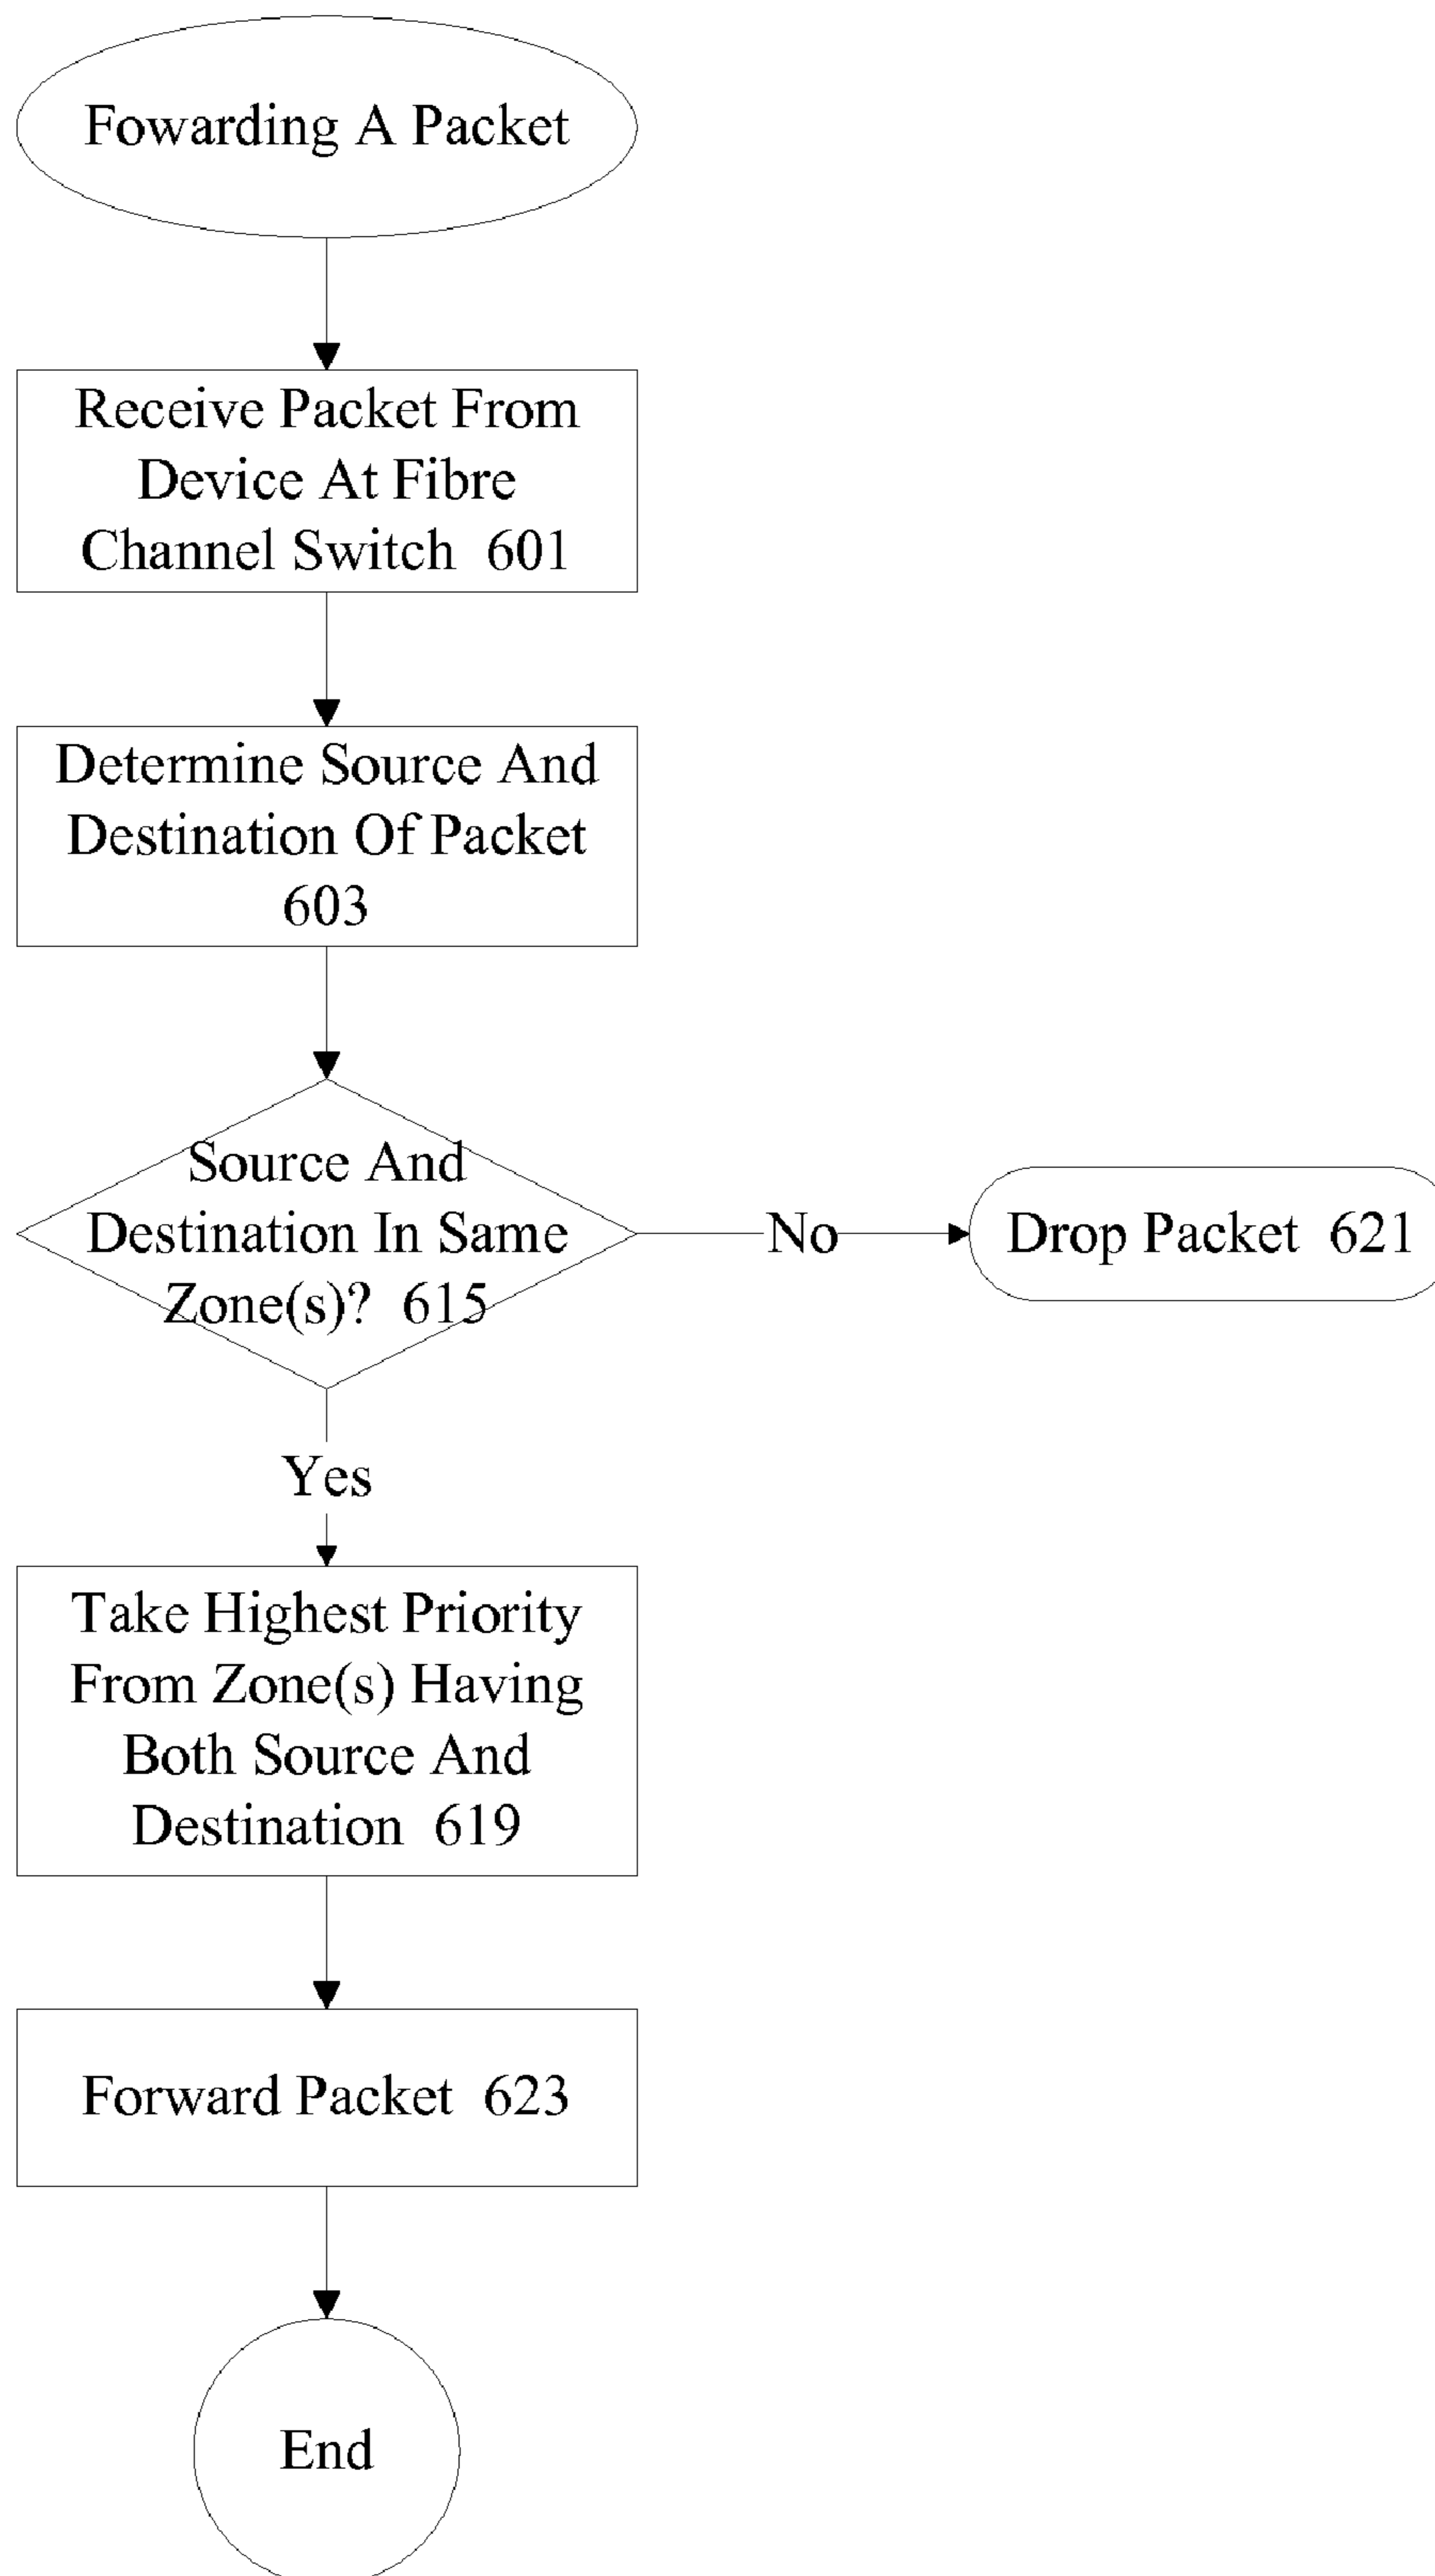 Fowarding A Packet
Receive Packet From
Device At Fibre
Channel Switch 601
Determine Source And
Destination Of Packet
603
Source And
Destination In Same
Zone(s)? 615
No
Drop Packet 621
Yes
Take Highest Priority
From Zone(s) Having
Both Source And
Destination 619
Forward Packet 623
End